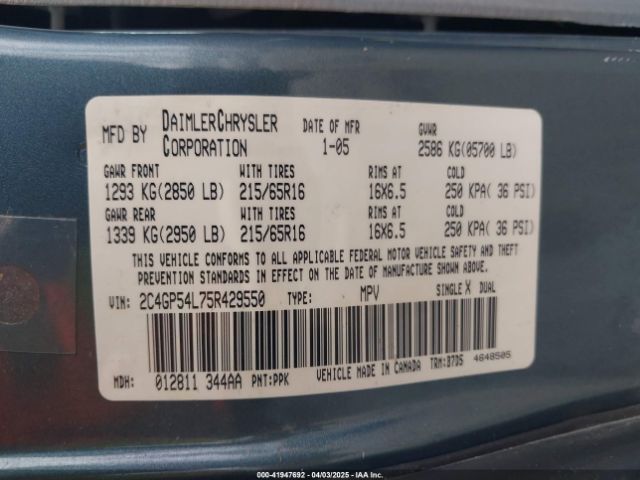 MFD BY DAIMLERCHRYSLER CORPORATION DATE OF MFR 1-05 GVWR 2586 KG(05700 LB)
GAWR FRONT WITH TIRES RIMS AT COLD
1293 KG(2850 LB) 215/65R16 16X6.5 250 KPA( 36 PSI)
GAWR REAR WITH TIRES RIMS AT COLD
1339 KG(2950 LB) 215/65R16 16X6.5 250 KPA( 36 PSI)
THIS VEHICLE CONFORMS TO ALL APPLICABLE FEDERAL MOTOR VEHICLE SAFETY AND THEFT
PREVENTION STANDARDS IN EFFECT ON THE DATE OF MANUFACTURE SHOWN ABOVE.
VIN: 2C4GP54L75R429550 TYPE: MPV SINGLE X DUAL
MDH: 012811 344AA PNT:PPK VEHICLE MADE IN CANADA TRM:B7D5 4648505
000-41947692 - 04/03/2025 - IAAI.COM